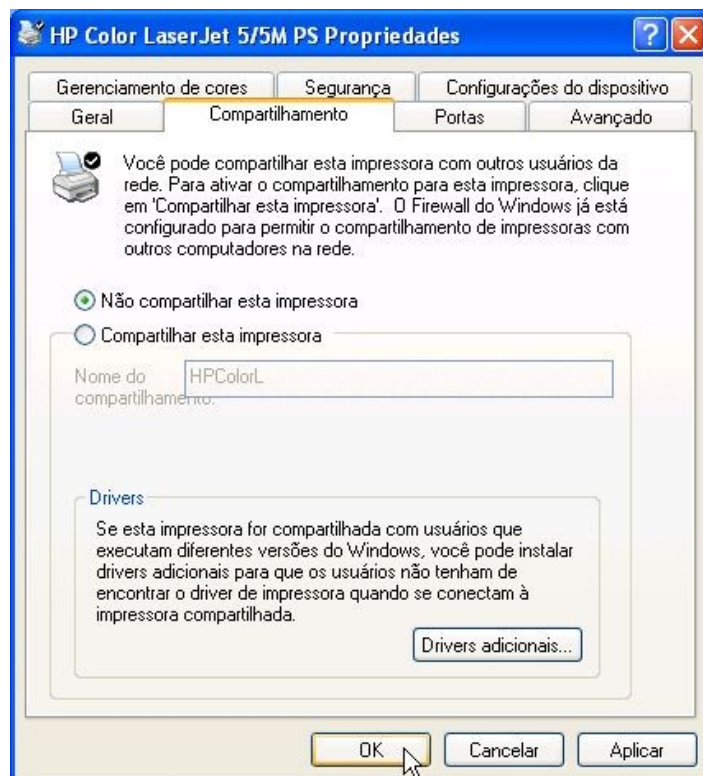 HP Color LaserJet 5/5M PS Propriedades
Gerenciamento de cores Segurança Configurações do dispositivo
Geral Compartilhamento Portas Avançado
Você pode compartilhar esta impressora com outros usuários da
rede. Para ativar o compartilhamento para esta impressora, clique
em 'Compartilhar esta impressora'. O Firewall do Windows já está
configurado para permitir o compartilhamento de impressoras com
outros computadores na rede.
Não compartilhar esta impressora
Compartilhar esta impressora
Nome do HPColorL
compartilhamento:
Drivers
Se esta impressora for compartilhada com usuários que
executam diferentes versões do Windows, você pode instalar
drivers adicionais para que os usuários não tenham de
encontrar o driver de impressora quando se conectam à
impressora compartilhada.
Drivers adicionais...
OK Cancelar Aplicar